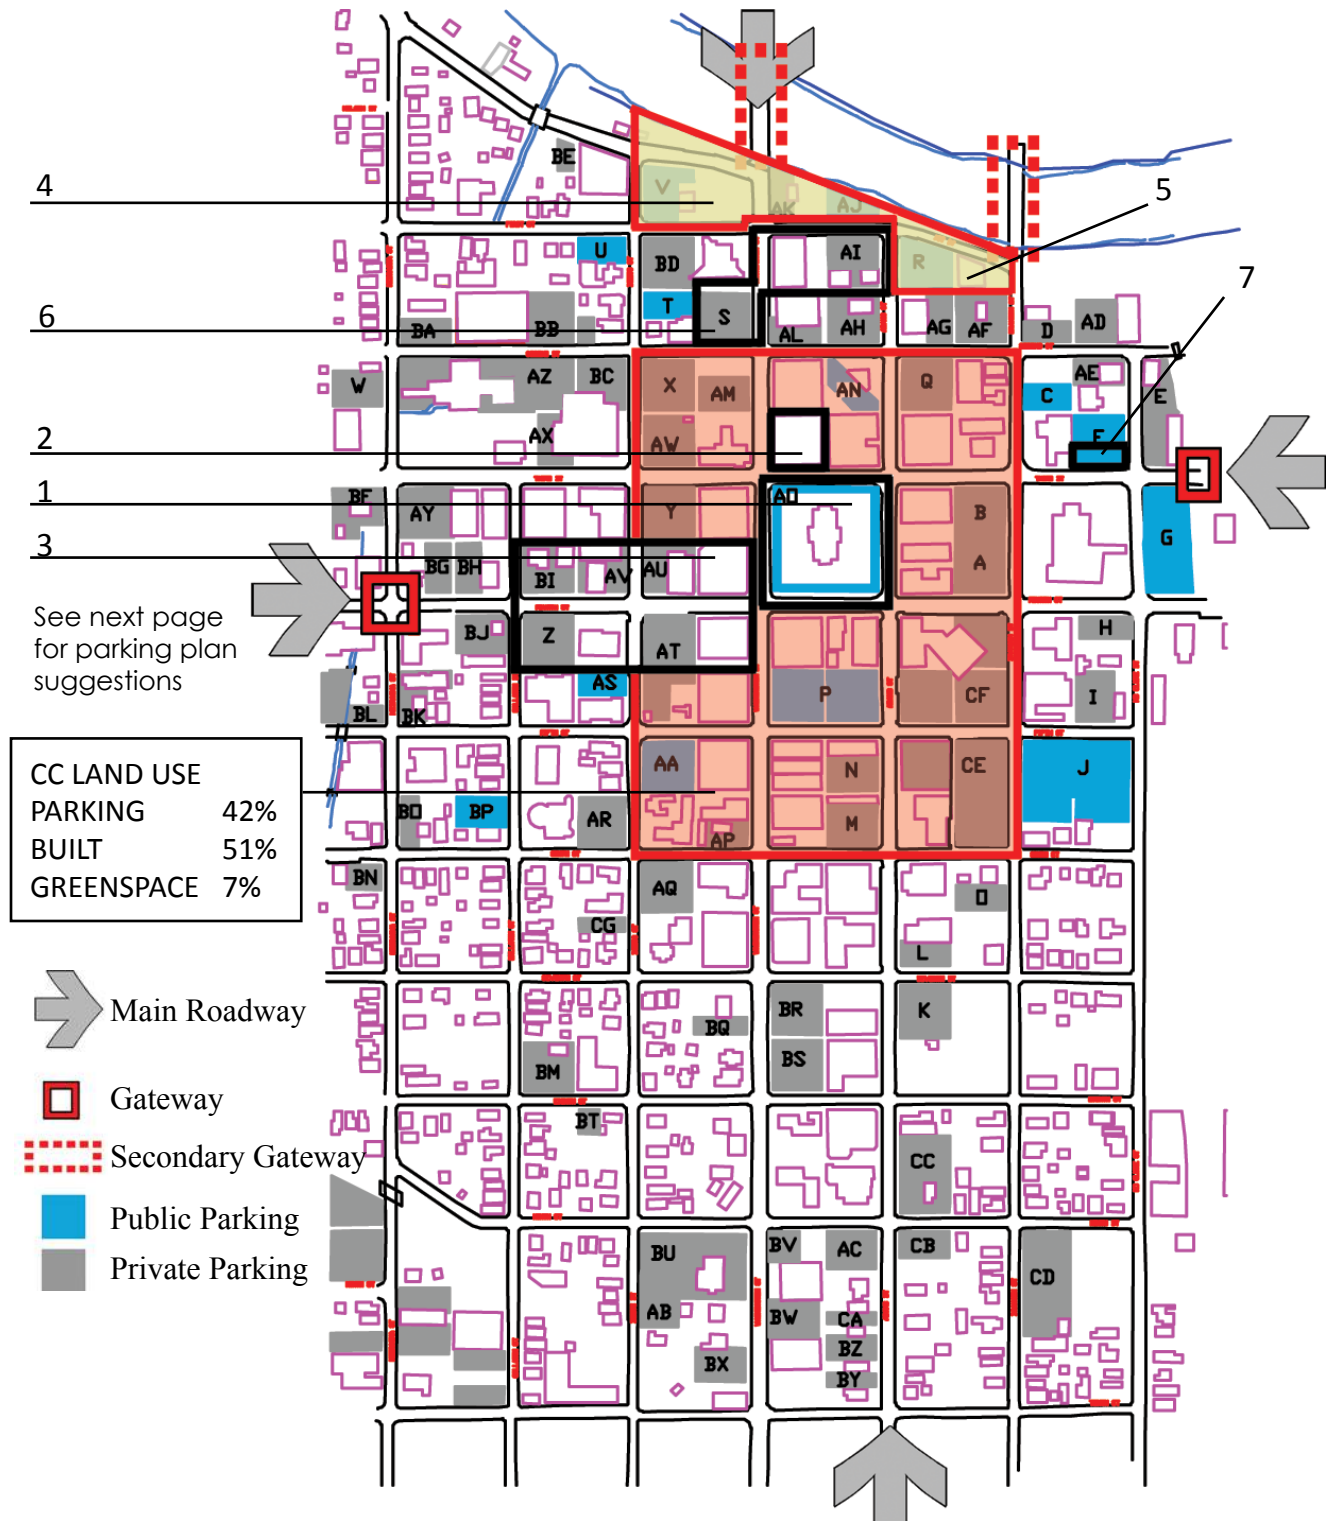 4
5
6
7
2
1
3
See next page
for parking plan
suggestions
CC LAND USE
PARKING 42%
BUILT 51%
GREENSPACE 7%
Main Roadway
Gateway
Secondary Gateway
Public Parking
Private Parking
BE
V
AK
AJ
U
BD
AI
R
T
S
BA
BB
AL
AH
AG
AF
D
AD
W
AZ
BC
X
AM
AN
Q
C
AE
E
AX
AW
F
BF
AY
Y
AO
B
G
BG
BH
BI
AV
AU
A
BJ
Z
AT
H
AS
P
CF
I
BL
BK
AA
N
CE
J
BO
BP
AR
AP
M
BN
AQ
O
CG
L
BQ
BR
K
BM
BS
BT
CC
BU
BV
AC
CB
CD
AB
BW
CA
BZ
BX
BY